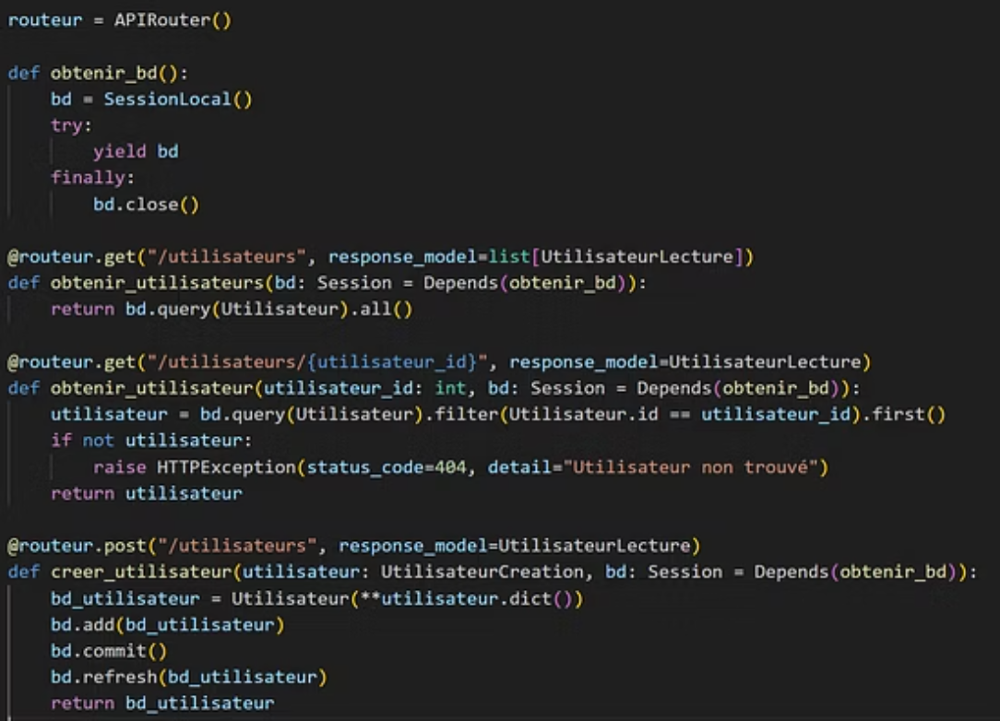 routeur = APIRouter()
def obtenir_bd():
    bd = SessionLocal()
    try:
        yield bd
    finally:
        bd.close()
@routeur.get("/utilisateurs", response_model=list[UtilisateurLecture])
def obtenir_utilisateurs(bd: Session = Depends(obtenir_bd)):
    return bd.query(Utilisateur).all()
@routeur.get("/utilisateurs/{utilisateur_id}", response_model=UtilisateurLecture)
def obtenir_utilisateur(utilisateur_id: int, bd: Session = Depends(obtenir_bd)):
    utilisateur = bd.query(Utilisateur).filter(Utilisateur.id == utilisateur_id).first()
    if not utilisateur:
        raise HTTPException(status_code=404, detail="Utilisateur non trouvé")
    return utilisateur
@routeur.post("/utilisateurs", response_model=UtilisateurLecture)
def creer_utilisateur(utilisateur: UtilisateurCreation, bd: Session = Depends(obtenir_bd)):
    bd_utilisateur = Utilisateur(**utilisateur.dict())
    bd.add(bd_utilisateur)
    bd.commit()
    bd.refresh(bd_utilisateur)
    return bd_utilisateur